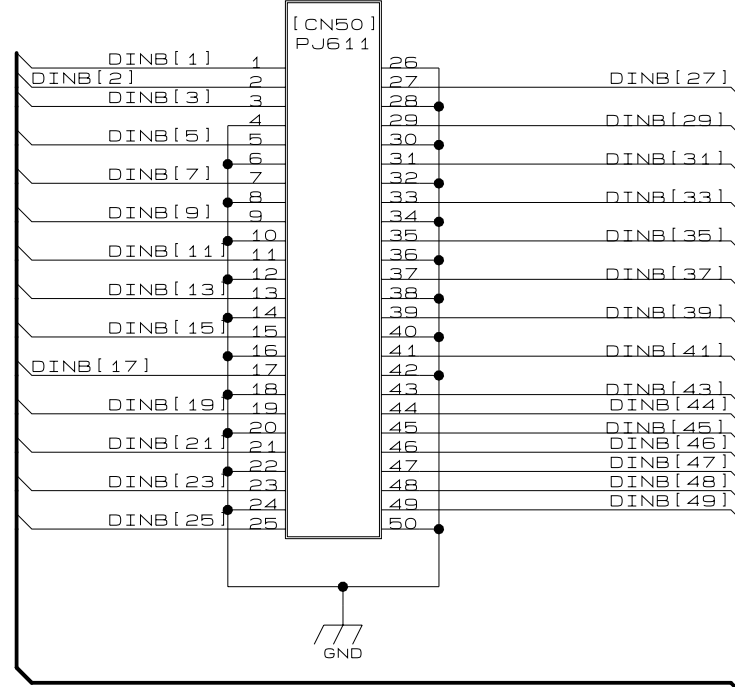 [CN50]
PJ611
DINB[1] 1 26
DINB[2] 2 27 DINB[27]
DINB[3] 3 28
4 29 DINB[29]
DINB[5] 5 30
6 31 DINB[31]
DINB[7] 7 32
8 33 DINB[33]
DINB[9] 9 34
10 35 DINB[35]
DINB[11] 11 36
12 37 DINB[37]
DINB[13] 13 38
14 39 DINB[39]
DINB[15] 15 40
16 41 DINB[41]
DINB[17] 17 42
18 43 DINB[43]
DINB[19] 19 44 DINB[44]
20 45 DINB[45]
DINB[21] 21 46 DINB[46]
22 47 DINB[47]
DINB[23] 23 48 DINB[48]
24 49 DINB[49]
DINB[25] 25 50
GND